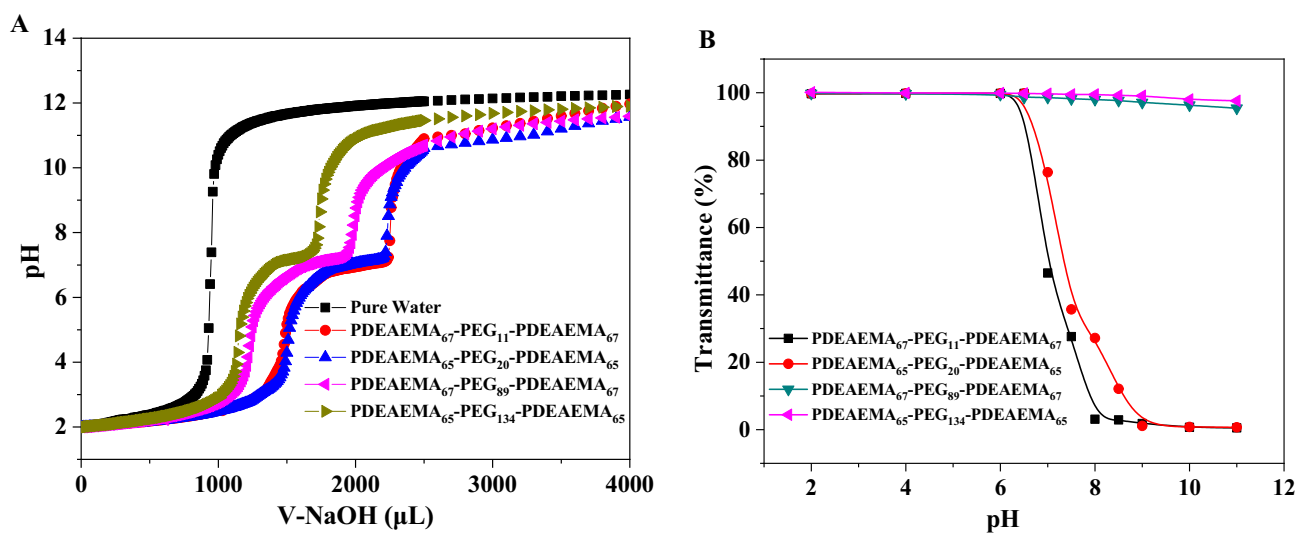 A
14
12
10
8
6
4
2
pH
Pure Water
PDEAEMA₆₇-PEG₁₁-PDEAEMA₆₇
PDEAEMA₆₅-PEG₂₀-PDEAEMA₆₅
PDEAEMA₆₇-PEG₈₉-PDEAEMA₆₇
PDEAEMA₆₅-PEG₁₃₄-PDEAEMA₆₅
0 1000 2000 3000 4000
V-NaOH (µL)
B
100
80
60
40
20
0
Transmittance (%)
PDEAEMA₆₇-PEG₁₁-PDEAEMA₆₇
PDEAEMA₆₅-PEG₂₀-PDEAEMA₆₅
PDEAEMA₆₇-PEG₈₉-PDEAEMA₆₇
PDEAEMA₆₅-PEG₁₃₄-PDEAEMA₆₅
2 4 6 8 10 12
pH